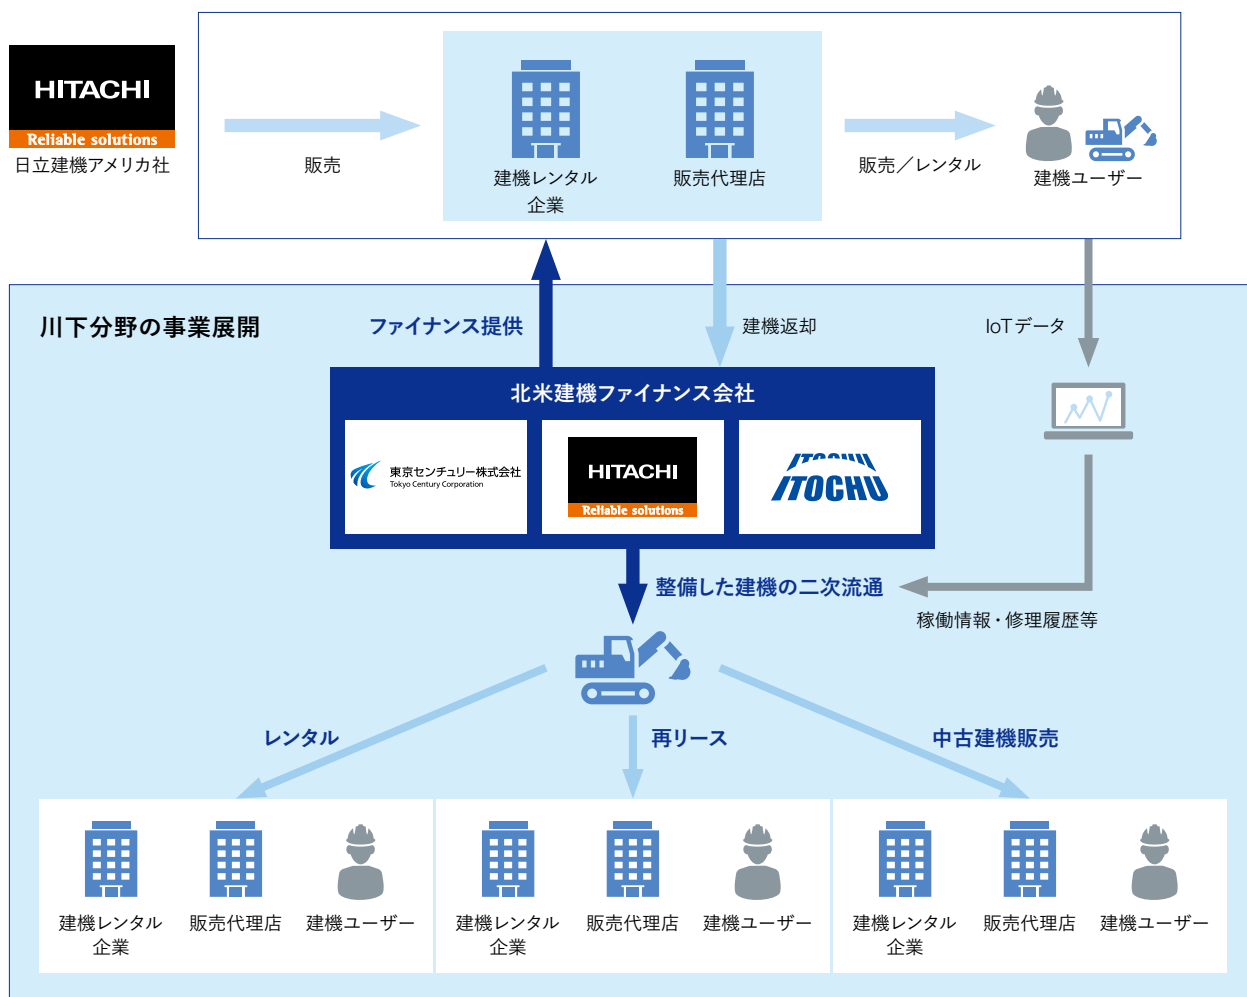 HITACHI
Reliable solutions
日立建機アメリカ社
販売
建機レンタル
企業
販売代理店
販売／レンタル
建機ユーザー
川下分野の事業展開
ファイナンス提供
建機返却
IoTデータ
北米建機ファイナンス会社
東京センチュリー株式会社
Tokyo Century Corporation
HITACHI
Reliable solutions
ITOCHU
ITOCHU
整備した建機の二次流通
稼働情報・修理履歴等
レンタル
再リース
中古建機販売
建機レンタル
企業
販売代理店
建機ユーザー
建機レンタル
企業
販売代理店
建機ユーザー
建機レンタル
企業
販売代理店
建機ユーザー